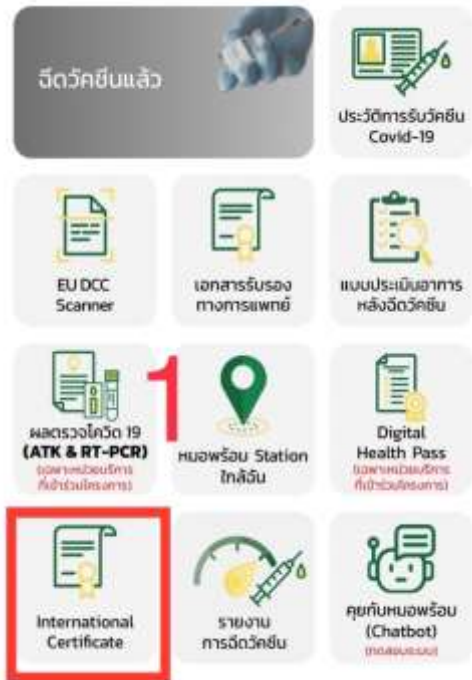 ฉีดวัคซีนแล้ว
ประวัติการรับวัคซีน
Covid-19
EU DCC
Scanner
เอกสารรับรอง
ทางการแพทย์
แบบประเมินอาการ
หลังฉีดวัคซีน
ผลตรวจโควิด 19
(ATK & RT-PCR)
(เฉพาะหน่วยบริการ
ที่เข้าร่วมโครงการ)
1
หมอพร้อม Station
ใกล้ฉัน
Digital
Health Pass
(เฉพาะหน่วยบริการ
ที่เข้าร่วมโครงการ)
International
Certificate
รายงาน
การฉีดวัคซีน
คุยกับหมอพร้อม
(Chatbot)
(ทดสอบระบบ)